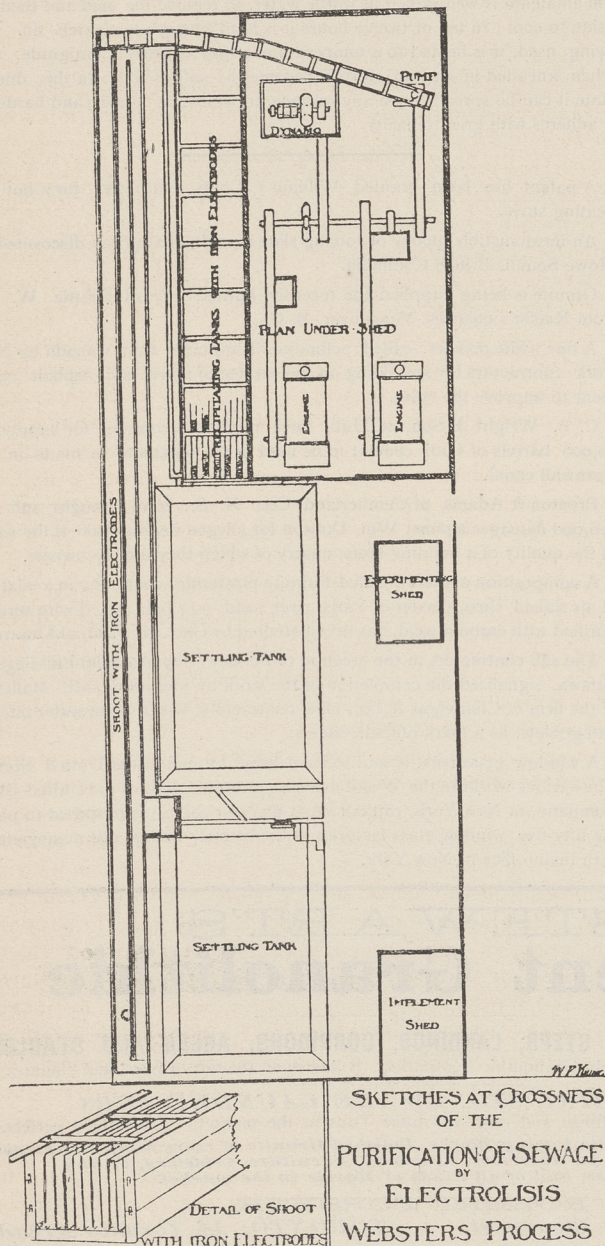 PUMP
DYNAMO
PRECIPITATING TANKS WITH IRON ELECTRODES
PLAN UNDER SHED
ENGINE
ENGINE
SHOOT WITH IRON ELECTRODES
EXPERIMENTING
SHED
SETTLING TANK
SETTLING TANK
IMPLEMENT
SHED
SKETCHES AT CROSSNESS
OF THE
PURIFICATION OF SEWAGE
BY
ELECTROLISIS
WEBSTERS PROCESS
DETAIL OF SHOOT
WITH IRON ELECTRODES